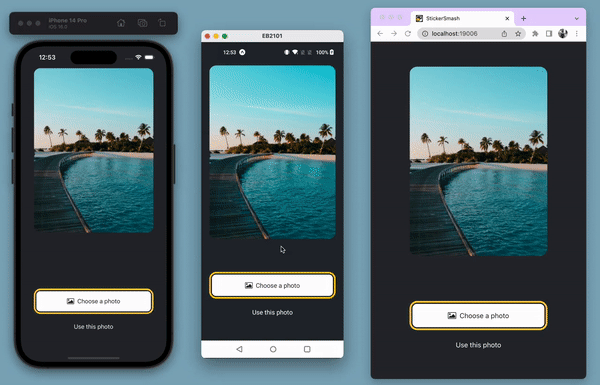 iPhone 14 Pro
iOS 16.0
12:53
Choose a photo
Use this photo
EB2101
12:53
100%
Choose a photo
Use this photo
StickerSmash
localhost:19006
Choose a photo
Use this photo